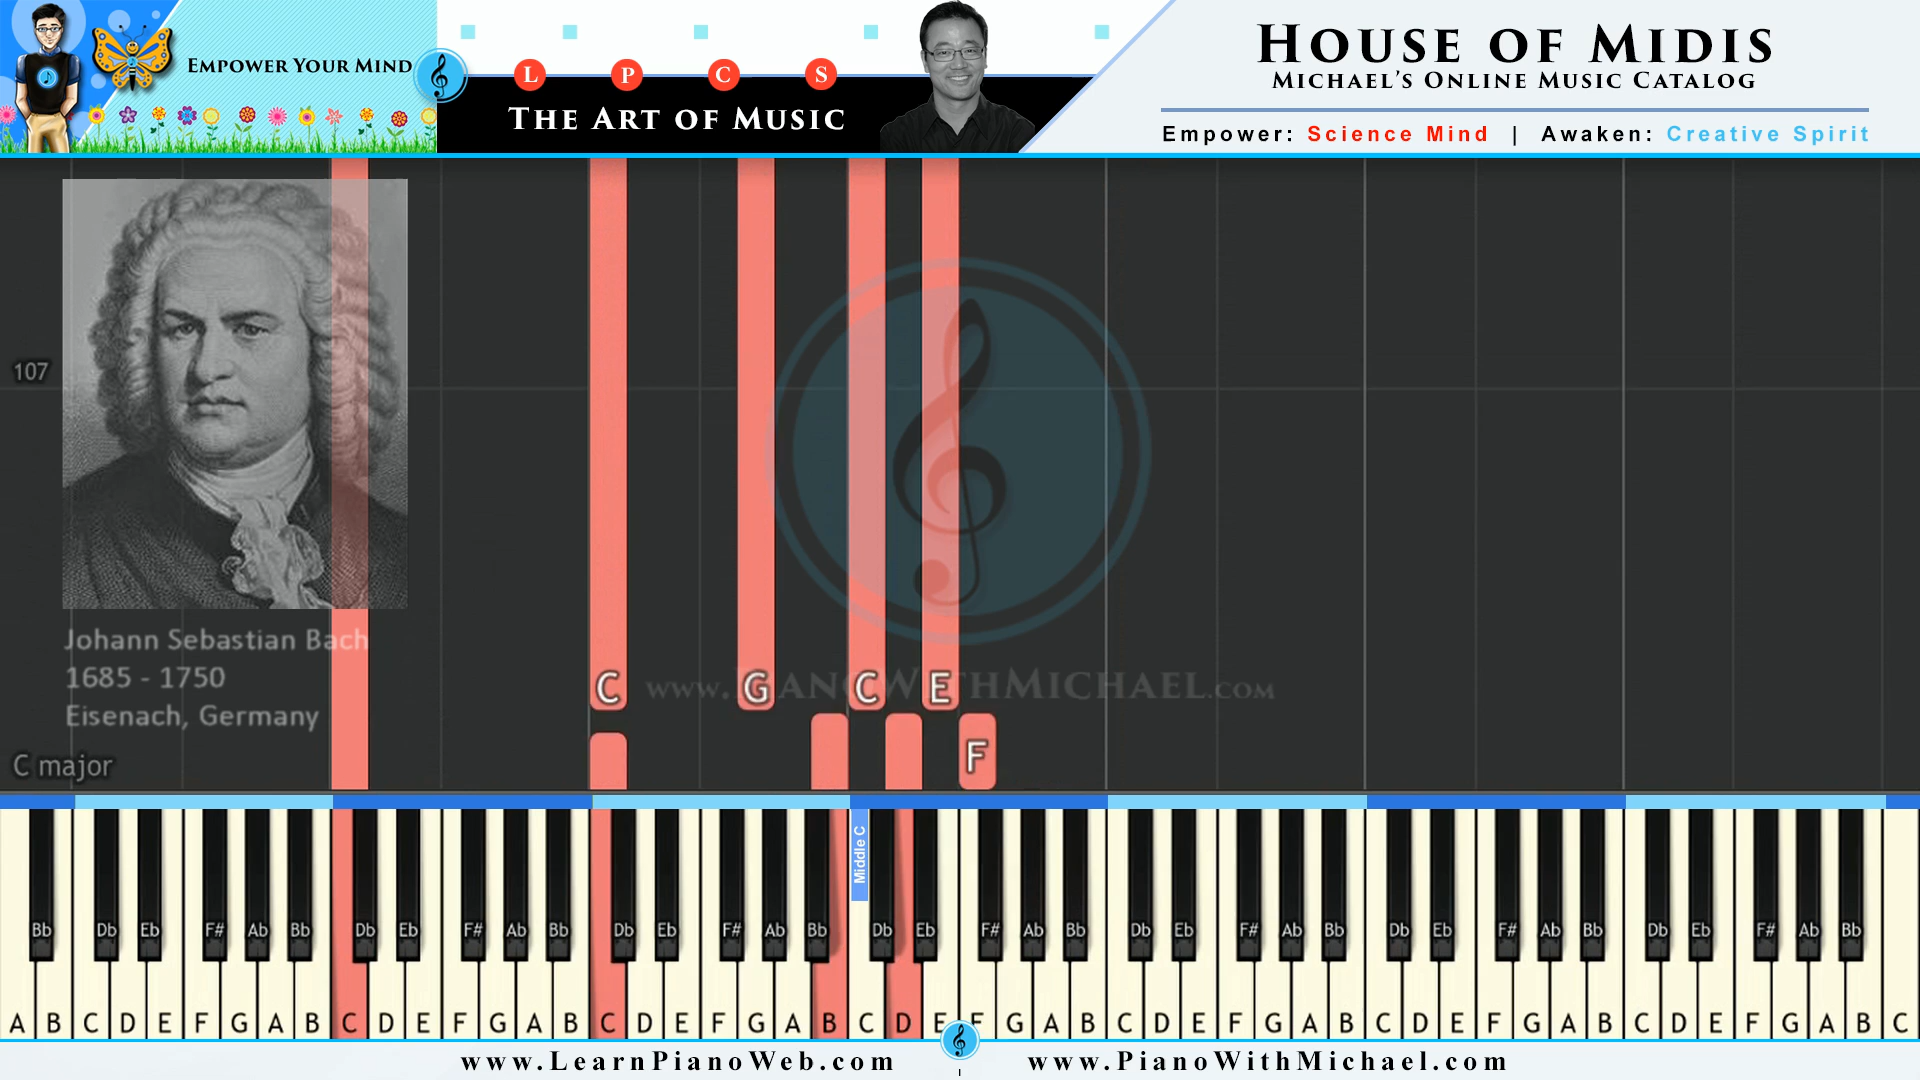 EMPOWER YOUR MIND
L P C S
THE ART OF MUSIC
HOUSE OF MIDIS
MICHAEL'S ONLINE MUSIC CATALOG
Empower: Science Mind | Awaken: Creative Spirit
107
Johann Sebastian Bach
1685 - 1750
Eisenach, Germany
C major
C G C E
WWW.PIANOWITHMICHAEL.COM
F
Middle C
Bb Db Eb F# Ab Bb Db Eb F# Ab Bb Db Eb F# Ab Bb Db Eb F# Ab Bb Db Eb F# Ab Bb Db Eb F# Ab Bb Db Eb F# Ab Bb
A B C D E F G A B C D E F G A B C D E F G A B C D E F G A B C D E F G A B C D E F G A B C D E F G A B C
www.LearnPianoWeb.com
www.PianoWithMichael.com